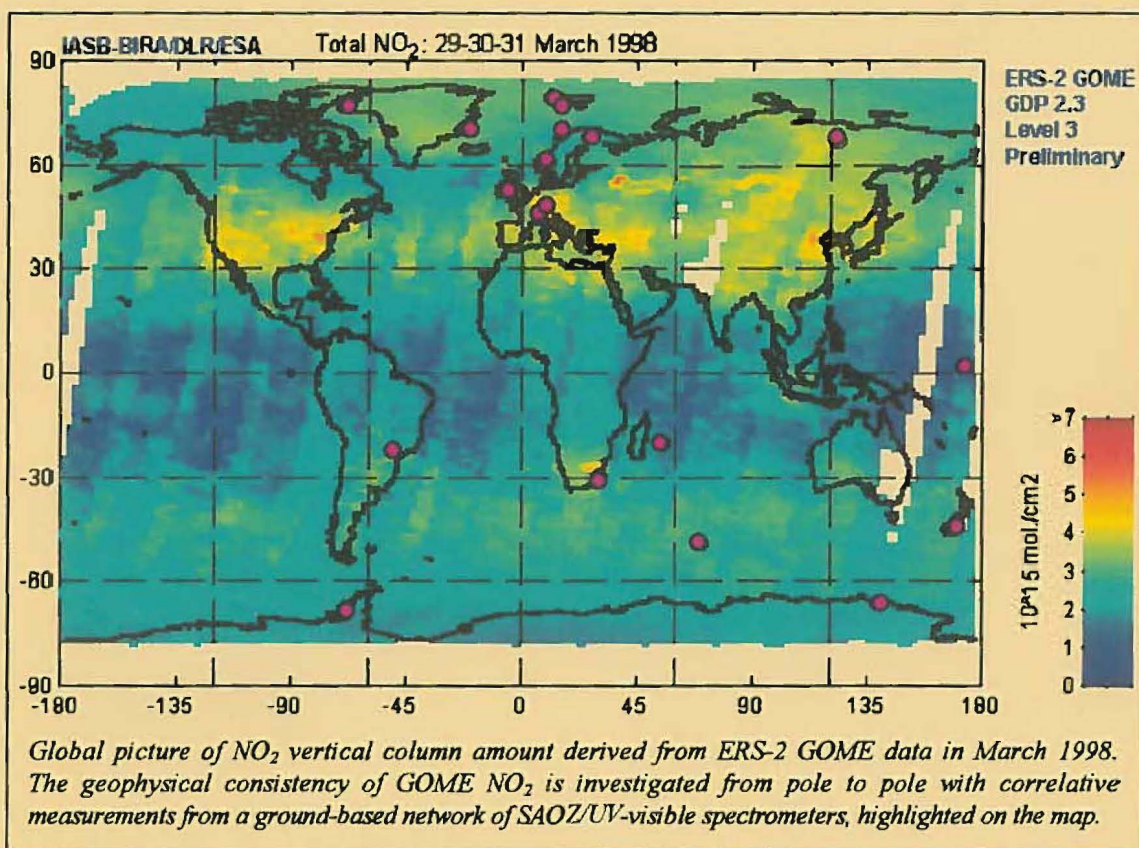 IASB-BIRA/DLR/ESA Total NO₂: 29-30-31 March 1998
ERS-2 GOME
GDP 2.3
Level 3
Preliminary
90
60
30
0
-30
-60
-90
-180 -135 -90 -45 0 45 90 135 180
10^15 mol./cm2
>7
6
5
4
3
2
1
0
Global picture of NO₂ vertical column amount derived from ERS-2 GOME data in March 1998.
The geophysical consistency of GOME NO₂ is investigated from pole to pole with correlative
measurements from a ground-based network of SAOZ/UV-visible spectrometers, highlighted on the map.